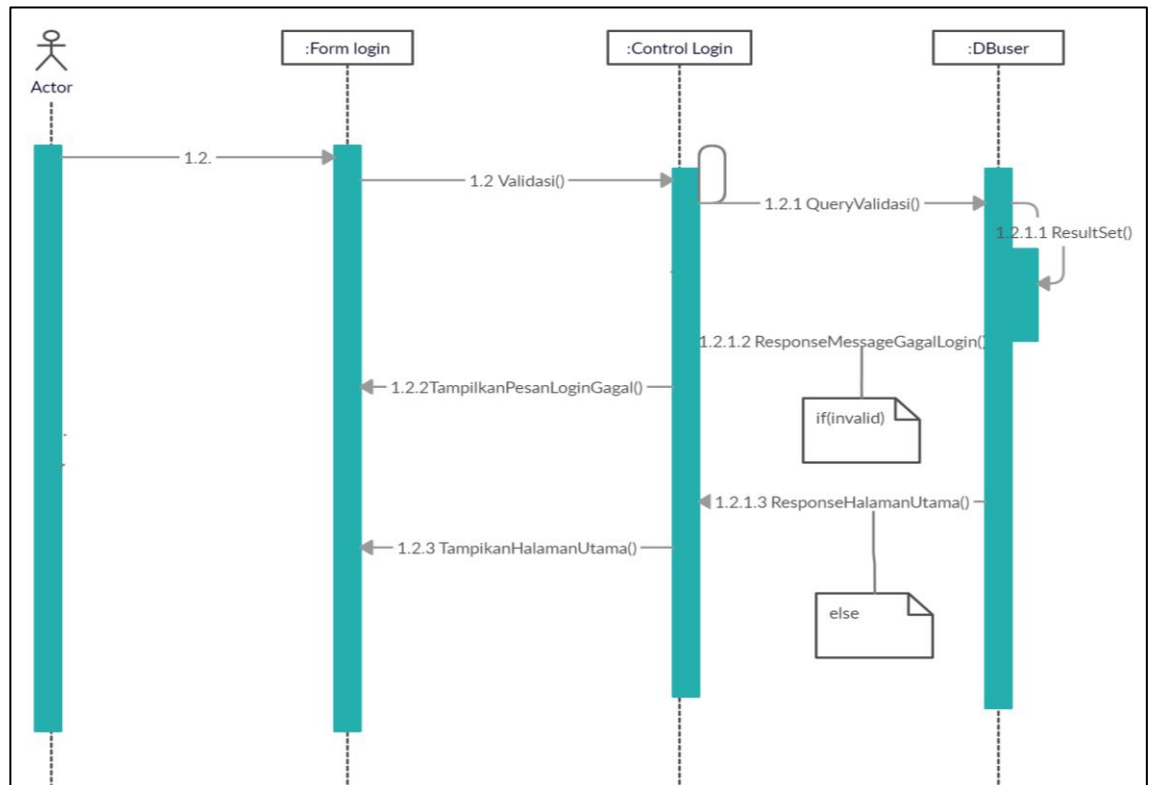 Actor
:Form login
:Control Login
:DBuser
1.2.
1.2 Validasi()
1.2.1 QueryValidasi()
1.2.1.1 ResultSet()
1.2.1.2 ResponseMessageGagalLogin()
1.2.2TampilkanPesanLoginGagal()
if(invalid)
1.2.1.3 ResponseHalamanUtama()
1.2.3 TampikanHalamanUtama()
else